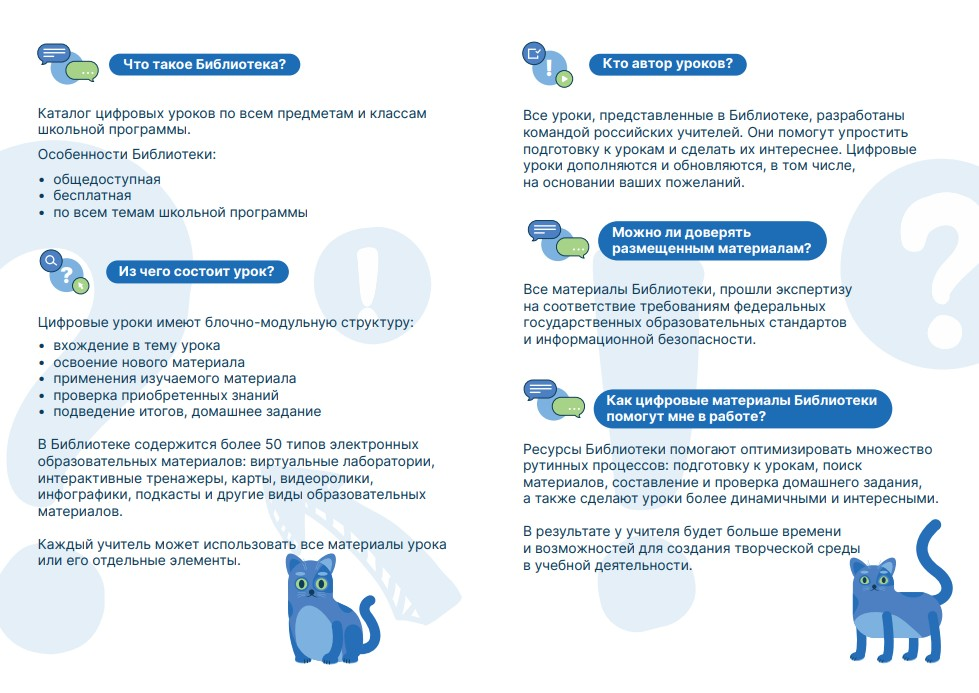 Что такое Библиотека?
Каталог цифровых уроков по всем предметам и классам
школьной программы.
Особенности Библиотеки:
• общедоступная
• бесплатная
• по всем темам школьной программы
Из чего состоит урок?
Цифровые уроки имеют блочно-модульную структуру:
• вхождение в тему урока
• освоение нового материала
• применения изучаемого материала
• проверка приобретенных знаний
• подведение итогов, домашнее задание
В Библиотеке содержится более 50 типов электронных
образовательных материалов: виртуальные лаборатории,
интерактивные тренажеры, карты, видеоролики,
инфографики, подкасты и другие виды образовательных
материалов.
Каждый учитель может использовать все материалы урока
или его отдельные элементы.
Кто автор уроков?
Все уроки, представленные в Библиотеке, разработаны
командой российских учителей. Они помогут упростить
подготовку к урокам и сделать их интереснее. Цифровые
уроки дополняются и обновляются, в том числе,
на основании ваших пожеланий.
Можно ли доверять
размещенным материалам?
Все материалы Библиотеки, прошли экспертизу
на соответствие требованиям федеральных
государственных образовательных стандартов
и информационной безопасности.
Как цифровые материалы Библиотеки
помогут мне в работе?
Ресурсы Библиотеки помогают оптимизировать множество
рутинных процессов: подготовку к урокам, поиск
материалов, составление и проверка домашнего задания,
а также сделают уроки более динамичными и интересными.
В результате у учителя будет больше времени
и возможностей для создания творческой среды
в учебной деятельности.